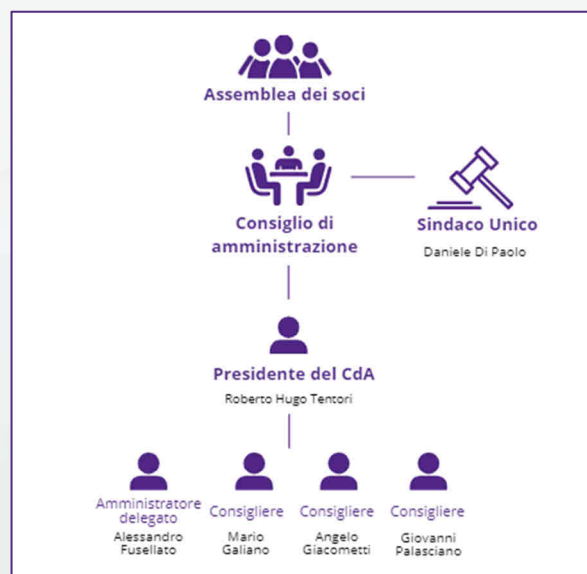 Assemblea dei soci
Consiglio di
amministrazione
Sindaco Unico
Daniele Di Paolo
Presidente del CdA
Roberto Hugo Tentori
Amministratore
delegato
Alessandro
Fusellato
Consigliere
Mario
Galiano
Consigliere
Angelo
Giacometti
Consigliere
Giovanni
Palasciano